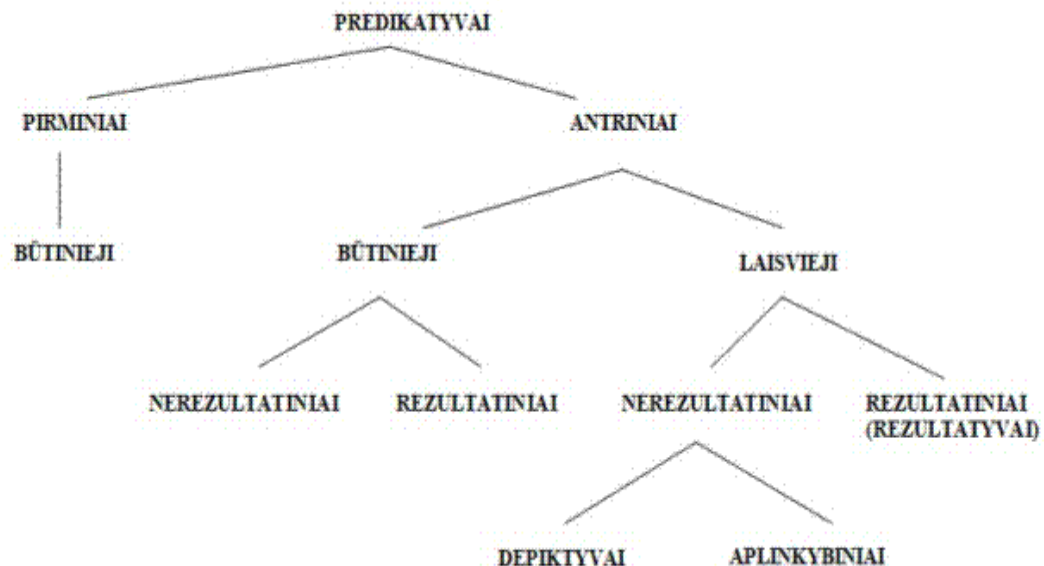 PREDIKATYVAI
PIRMINIAI
ANTRINIAI
BŪTINIEJI
BŪTINIEJI
LAISVIEJI
NEREZULTATINIAI
REZULTATINIAI
NEREZULTATINIAI
REZULTATINIAI
(REZULTATYVAI)
DEPIKTYVAI
APLINKYBINIAI